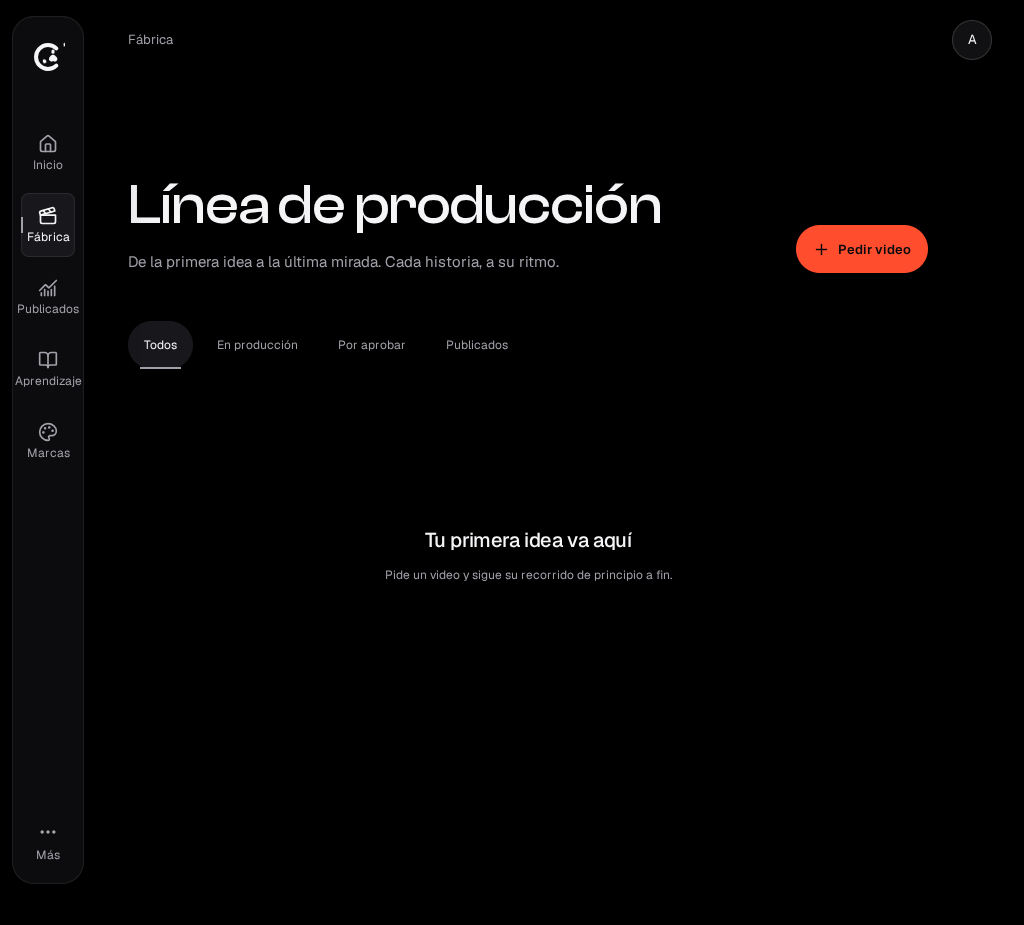 Fábrica
A
Inicio
Fábrica
Publicados
Aprendizaje
Marcas
Más
Línea de producción
De la primera idea a la última mirada. Cada historia, a su ritmo.
Pedir video
Todos En producción Por aprobar Publicados
Tu primera idea va aquí
Pide un video y sigue su recorrido de principio a fin.